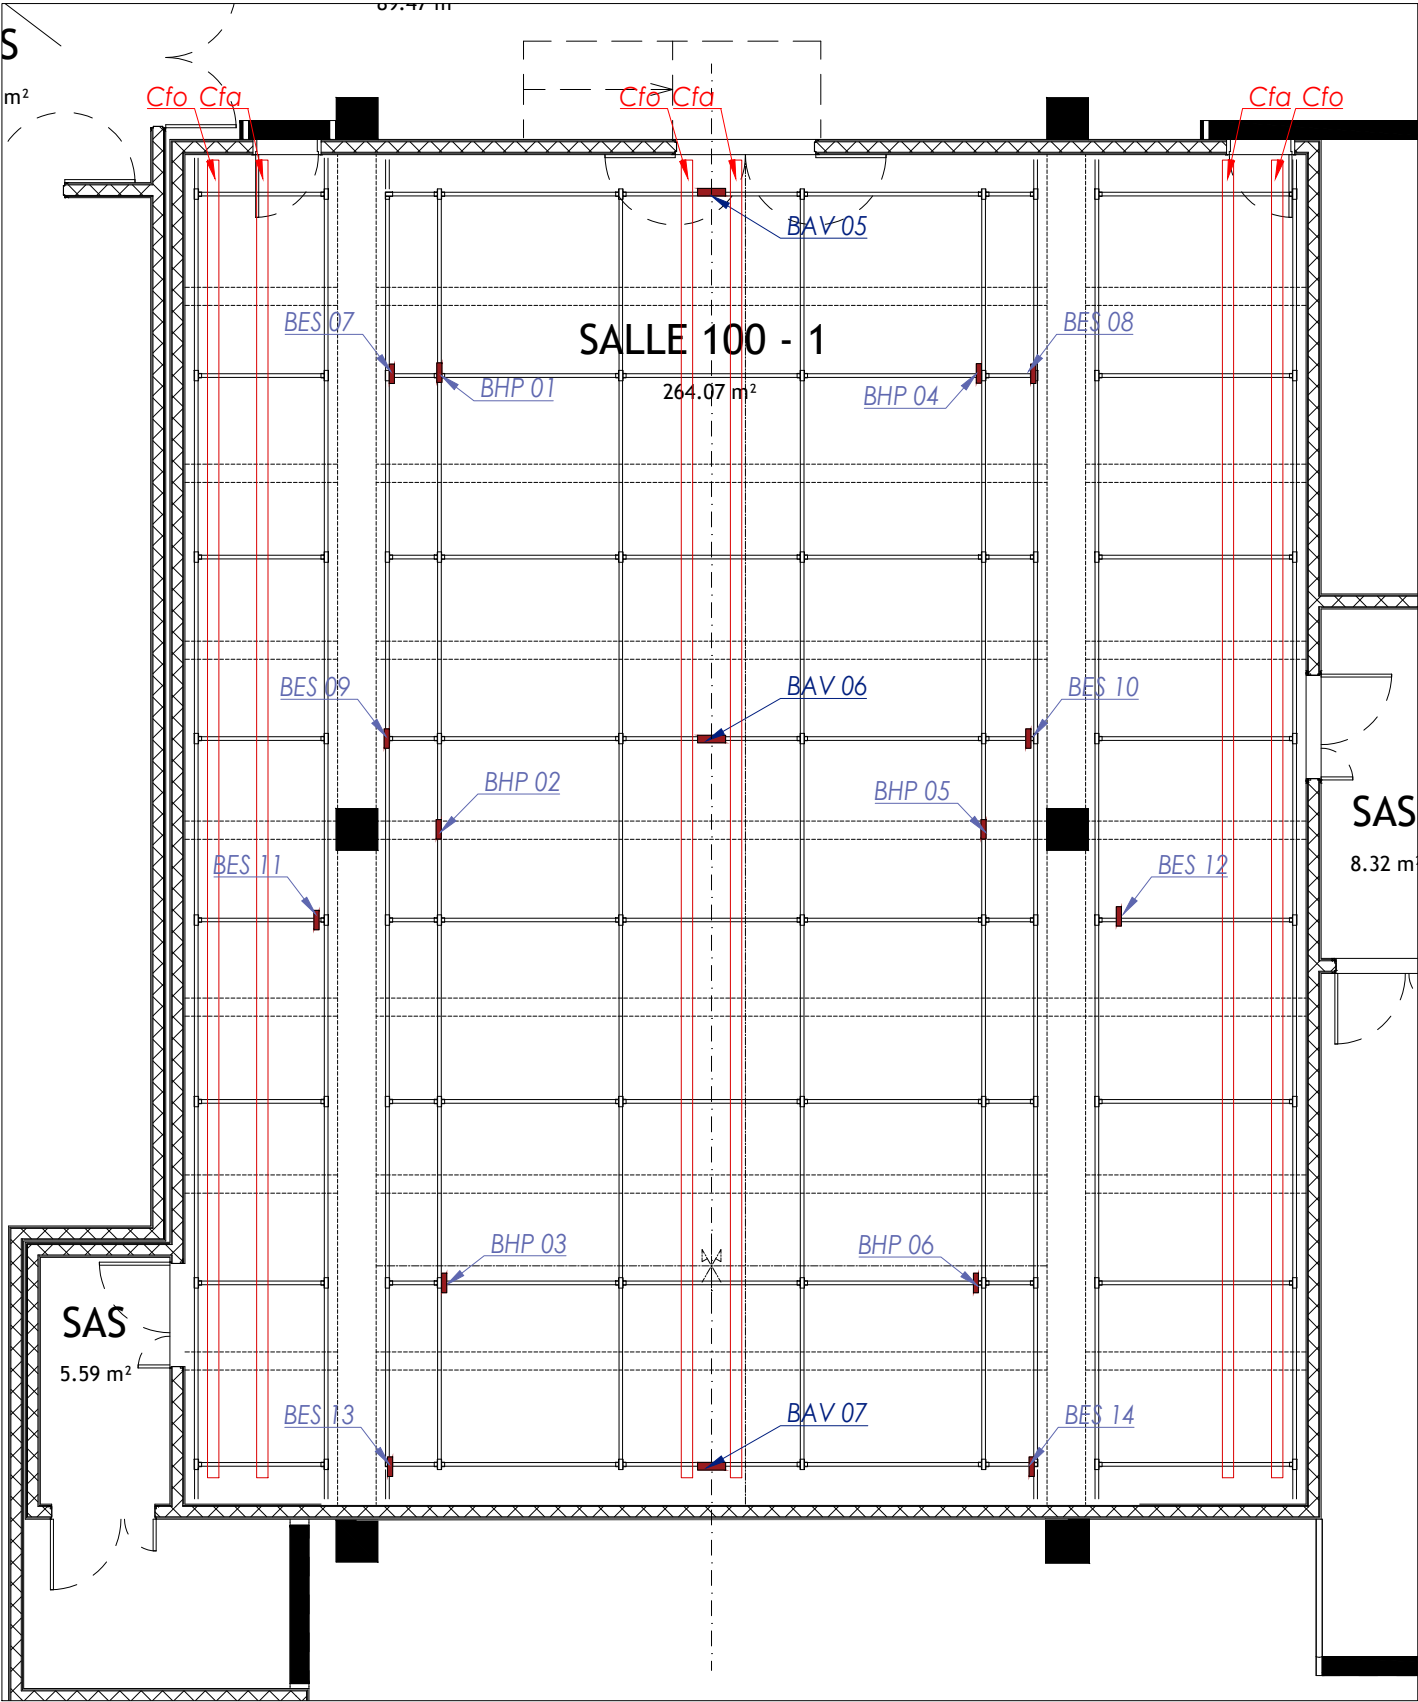 S
m²
Cfo Cfa
Cfo Cfa
Cfa Cfo
BAV 05
BES 07
SALLE 100 - 1
BES 08
BHP 01
264.07 m²
BHP 04
BES 09
BAV 06
BES 10
BHP 02
BHP 05
SAS
BES 11
BES 12
8.32 m²
BHP 03
BHP 06
SAS
5.59 m²
BES 13
BAV 07
BES 14